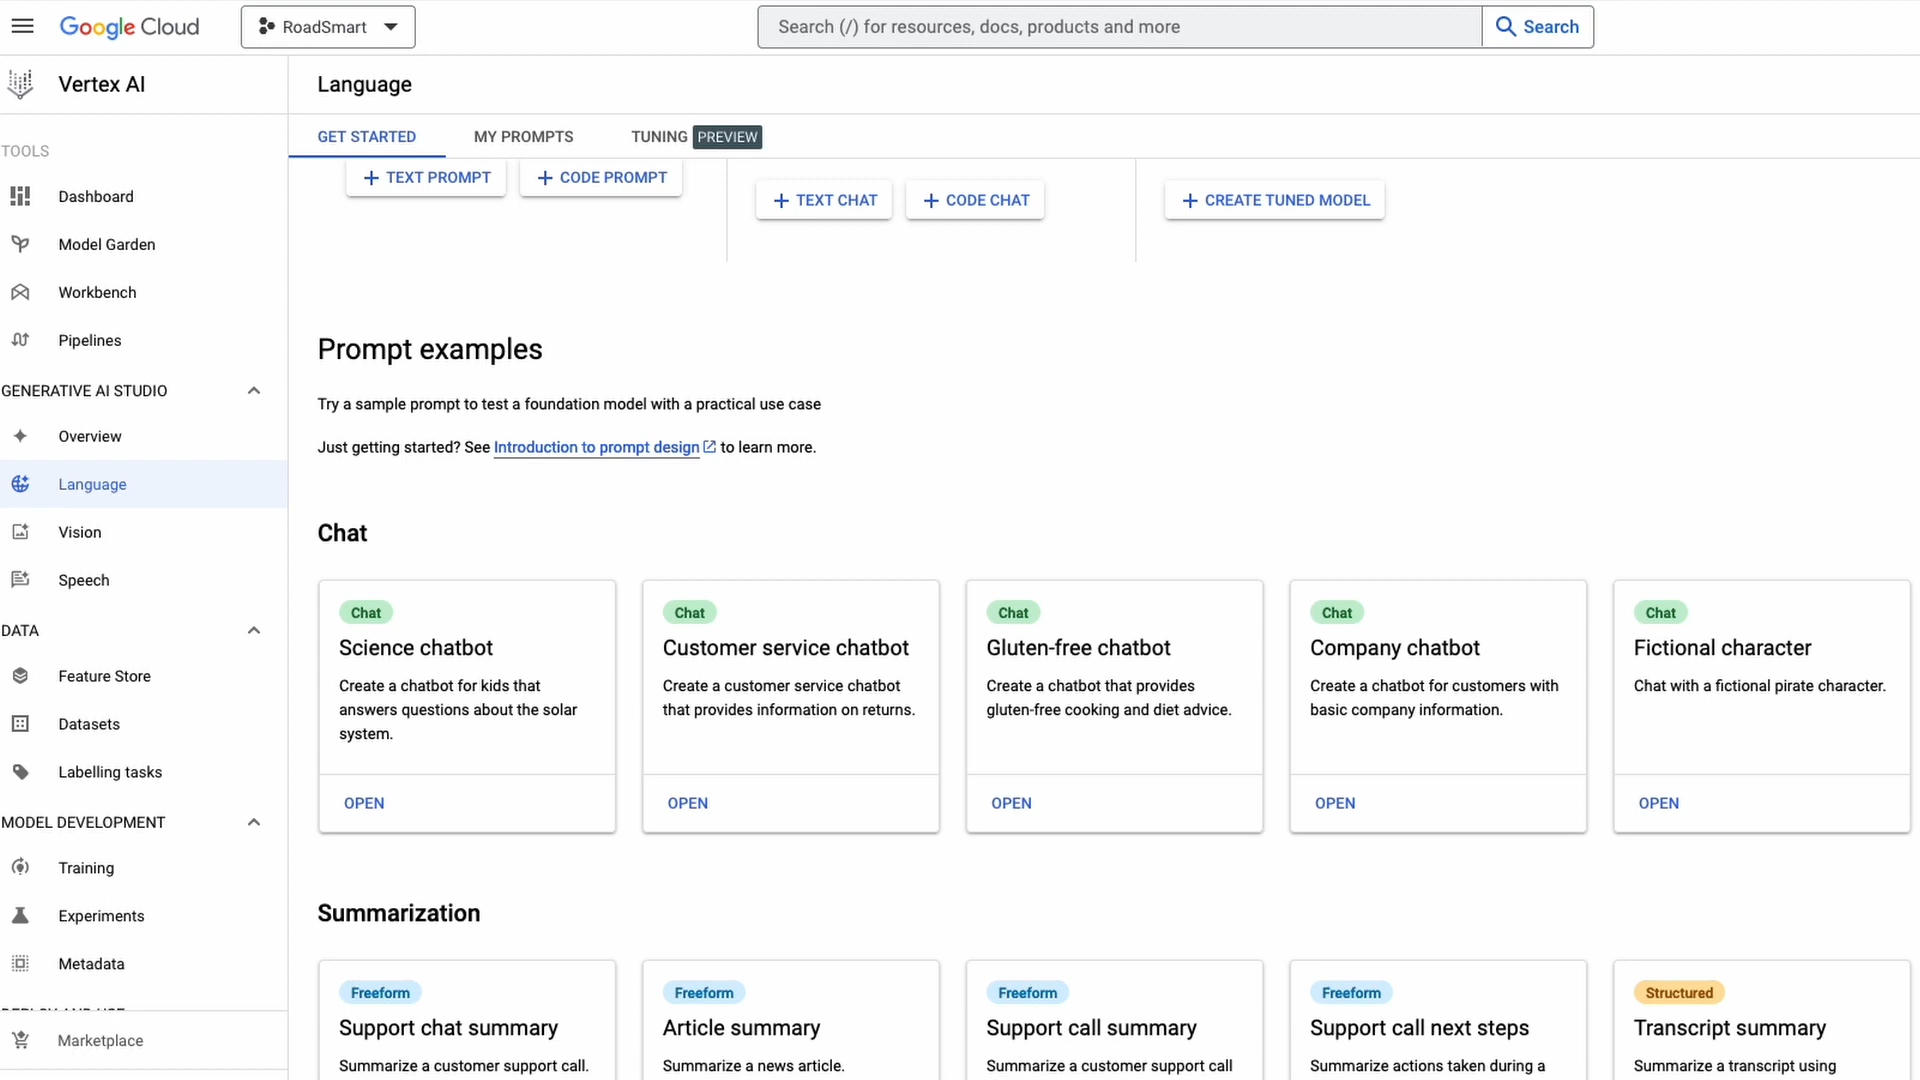 Google Cloud
RoadSmart
Search (/) for resources, docs, products and more
Search
Vertex AI
Language
GET STARTED
MY PROMPTS
TUNING PREVIEW
TOOLS
Dashboard
Model Garden
Workbench
Pipelines
GENERATIVE AI STUDIO
Overview
Language
Vision
Speech
DATA
Feature Store
Datasets
Labelling tasks
MODEL DEVELOPMENT
Training
Experiments
Metadata
Marketplace
+ TEXT PROMPT
+ CODE PROMPT
+ TEXT CHAT
+ CODE CHAT
+ CREATE TUNED MODEL
Prompt examples
Try a sample prompt to test a foundation model with a practical use case
Just getting started? See Introduction to prompt design to learn more.
Chat
Chat
Science chatbot
Create a chatbot for kids that
answers questions about the solar
system.
OPEN
Chat
Customer service chatbot
Create a customer service chatbot
that provides information on returns.
OPEN
Chat
Gluten-free chatbot
Create a chatbot that provides
gluten-free cooking and diet advice.
OPEN
Chat
Company chatbot
Create a chatbot for customers with
basic company information.
OPEN
Chat
Fictional character
Chat with a fictional pirate character.
OPEN
Summarization
Freeform
Support chat summary
Summarize a customer support call.
Freeform
Article summary
Summarize a news article.
Freeform
Support call summary
Summarize a customer support call
Freeform
Support call next steps
Summarize actions taken during a
Structured
Transcript summary
Summarize a transcript using